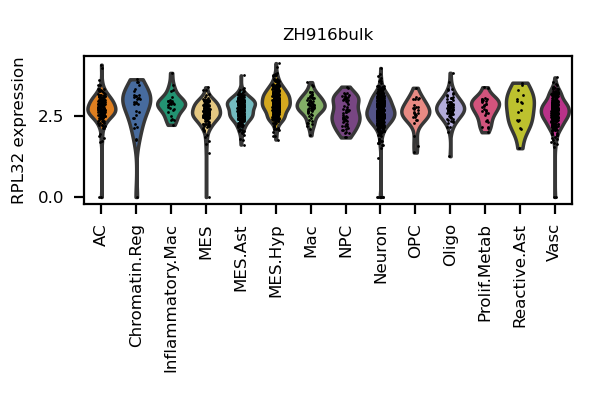 ZH916bulk
RPL32 expression
2.5
0.0
AC
Chromatin.Reg
Inflammatory.Mac
MES
MES.Ast
MES.Hyp
Mac
NPC
Neuron
OPC
Oligo
Prolif.Metab
Reactive.Ast
Vasc